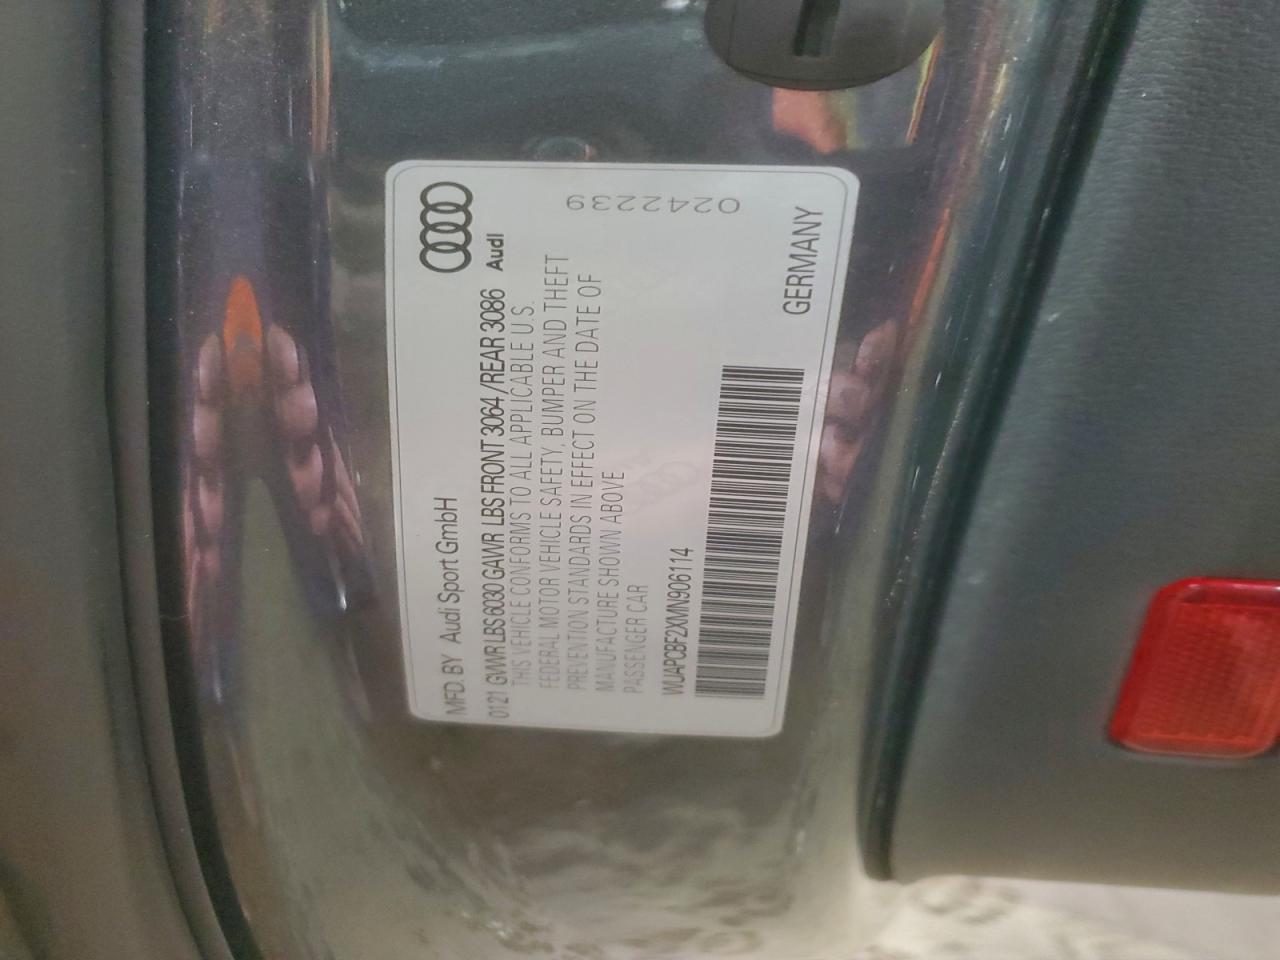 MFD. BY Audi Sport GmbH
Audi
0121 GVWR LBS 6030 GAWR LBS FRONT 3064 /REAR 3086
THIS VEHICLE CONFORMS TO ALL APPLICABLE U.S.
FEDERAL MOTOR VEHICLE SAFETY, BUMPER AND THEFT
PREVENTION STANDARDS IN EFFECT ON THE DATE OF
MANUFACTURE SHOWN ABOVE
PASSENGER CAR
WUAPCBF2XMN906114
GERMANY
0242239